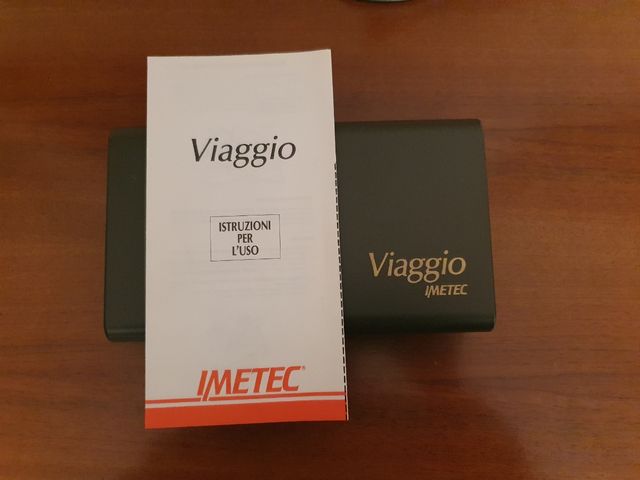 Viaggio
ISTRUZIONI
PER
L'USO
IMETEC®
Viaggio
IMETEC